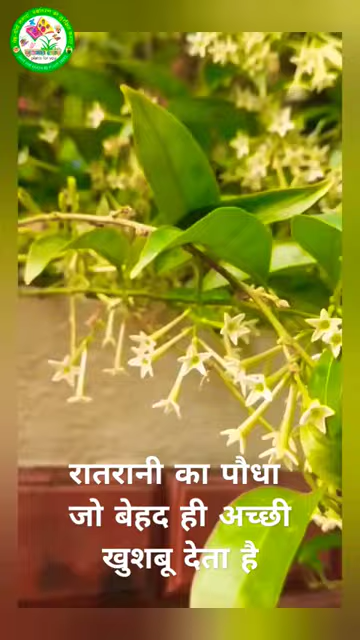 रातरानी का पौधा
जो बेहद ही अच्छी
खुशबू देता है